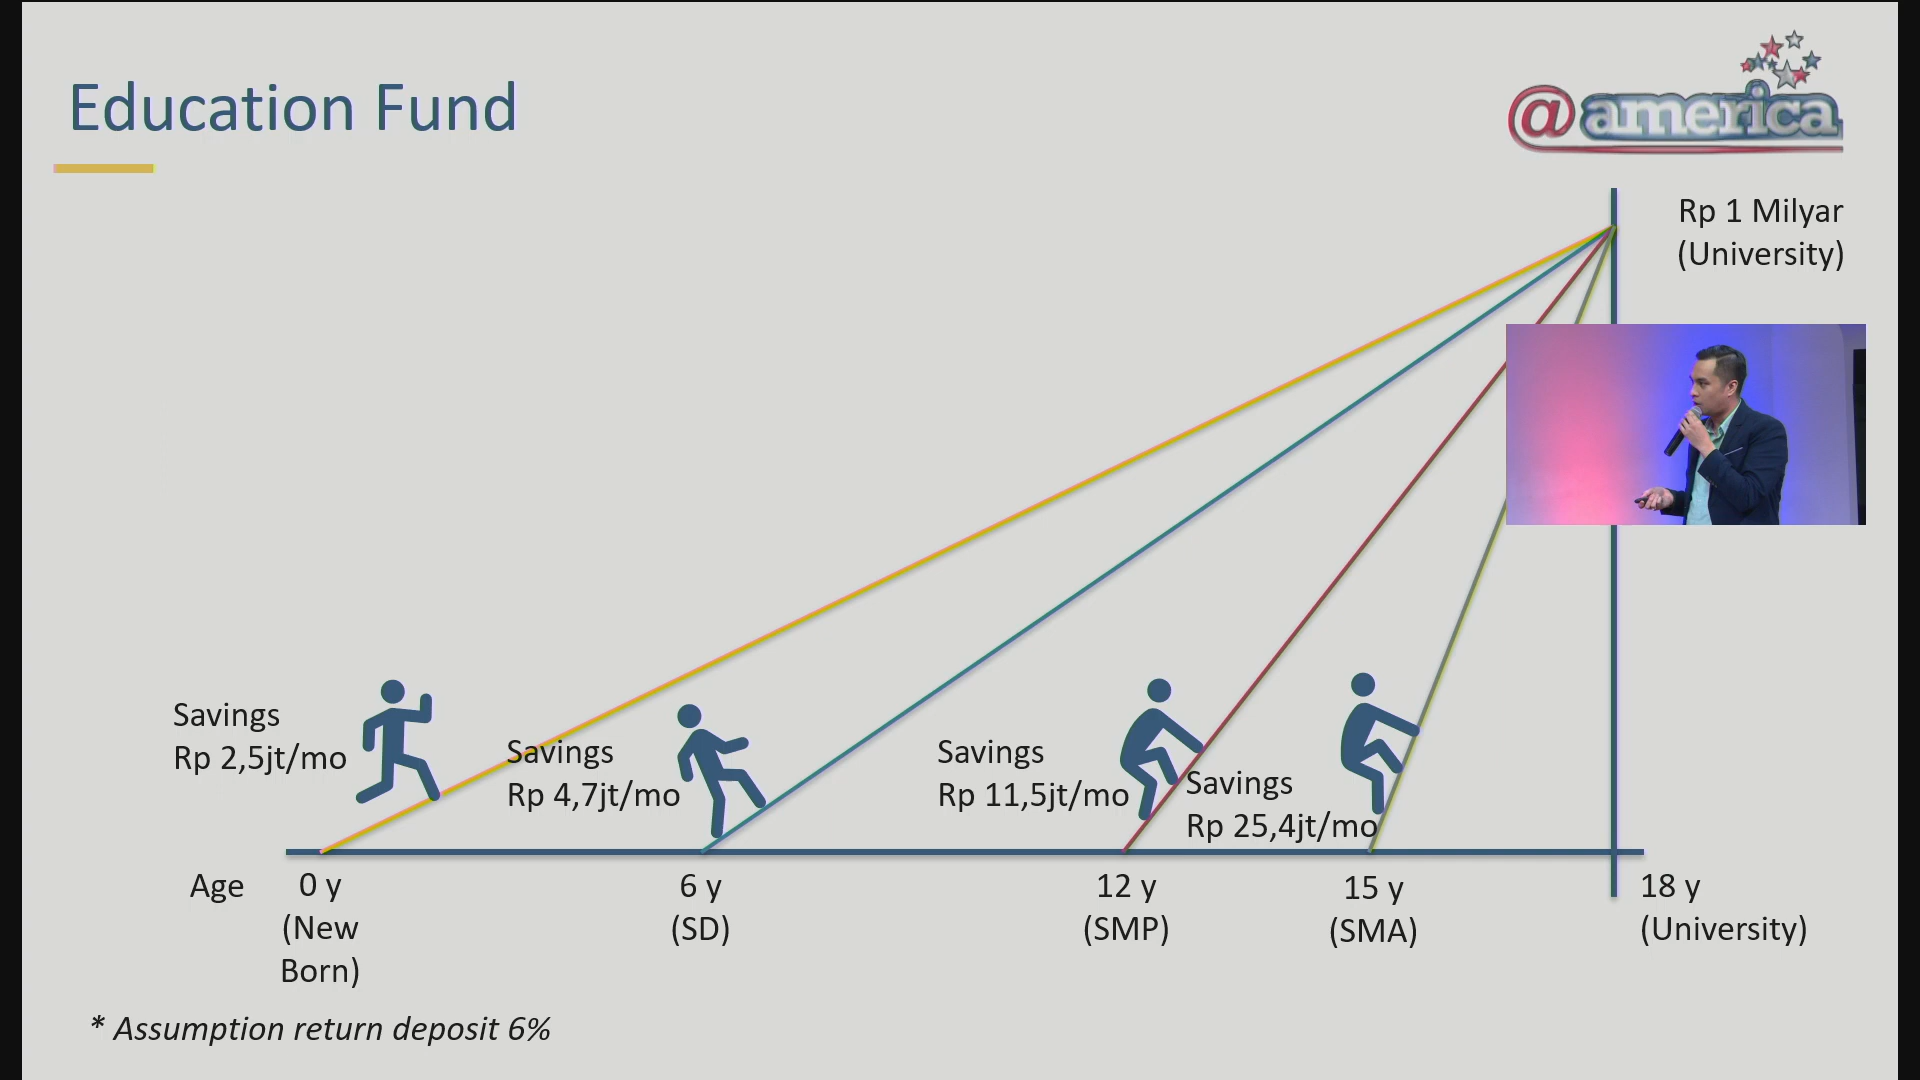 Education Fund
@america
Rp 1 Milyar
(University)
Savings
Rp 2,5jt/mo
Savings
Rp 4,7jt/mo
Savings
Rp 11,5jt/mo
Savings
Rp 25,4jt/mo
Age
0 y
(New
Born)
6 y
(SD)
12 y
(SMP)
15 y
(SMA)
18 y
(University)
* Assumption return deposit 6%